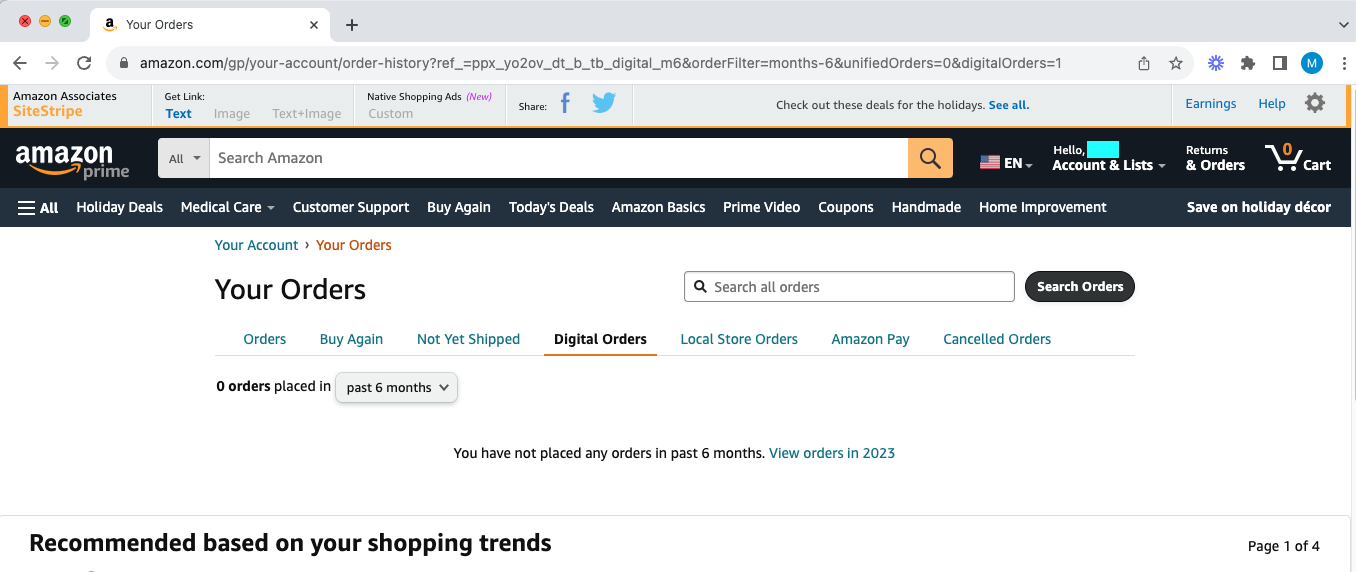 Your Orders
amazon.com/gp/your-account/order-history?ref_=ppx_yo2ov_dt_b_tb_digital_m6&orderFilter=months-6&unifiedOrders=0&digitalOrders=1
M
Amazon Associates
SiteStripe
Get Link:
Text Image Text+Image
Native Shopping Ads (New)
Custom
Share:
Check out these deals for the holidays. See all.
Earnings Help
amazon prime
All Search Amazon
EN
Hello,
Account & Lists
Returns
& Orders
0 Cart
All Holiday Deals Medical Care Customer Support Buy Again Today's Deals Amazon Basics Prime Video Coupons Handmade Home Improvement Save on holiday décor
Your Account › Your Orders
Your Orders
Search all orders Search Orders
Orders Buy Again Not Yet Shipped Digital Orders Local Store Orders Amazon Pay Cancelled Orders
0 orders placed in past 6 months
You have not placed any orders in past 6 months. View orders in 2023
Recommended based on your shopping trends
Page 1 of 4